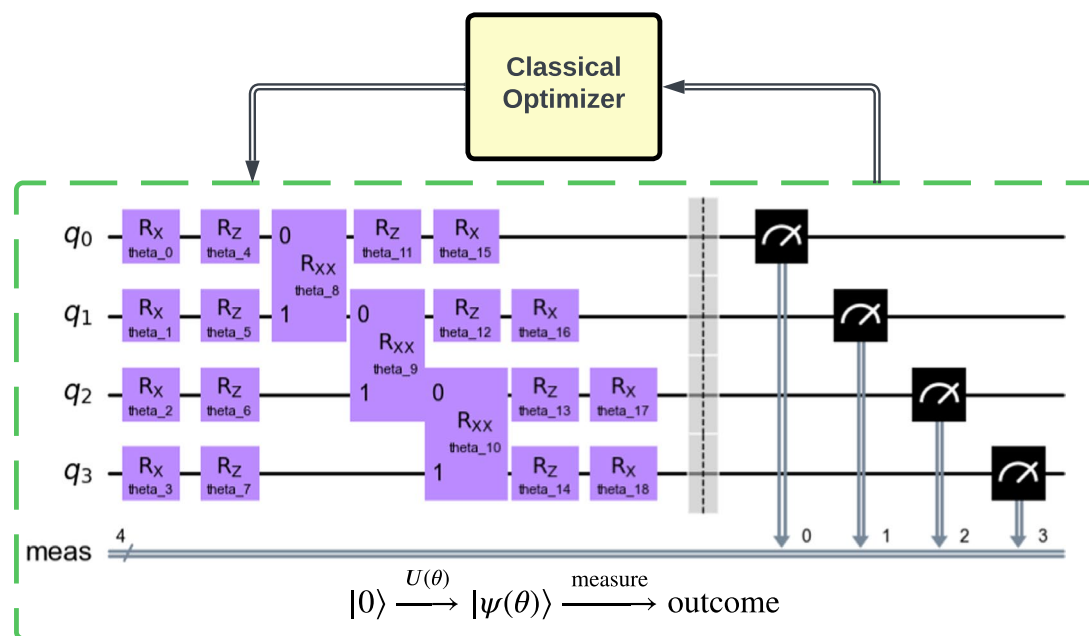 Classical
Optimizer
q0 RX theta_0 RZ theta_4 0 RXX theta_8 1 RZ theta_11 RX theta_15
q1 RX theta_1 RZ theta_5 0 RXX theta_9 1 RZ theta_12 RX theta_16
q2 RX theta_2 RZ theta_6 0 RXX theta_10 1 RZ theta_13 RX theta_17
q3 RX theta_3 RZ theta_7 RZ theta_14 RX theta_18
meas 4 0 1 2 3
|0⟩ U(θ) |ψ(θ)⟩ measure outcome